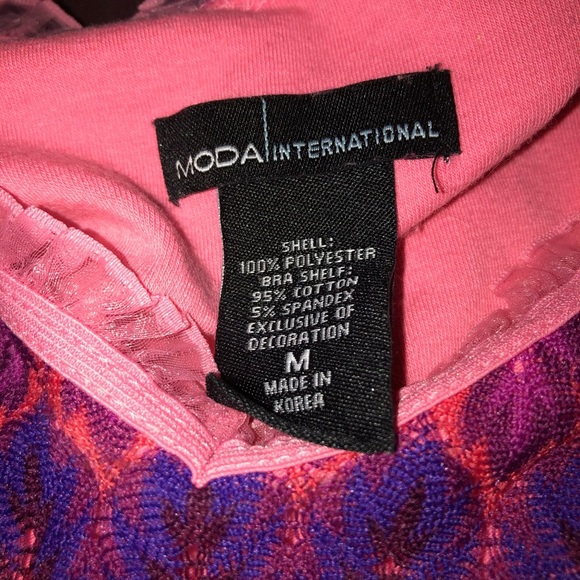 MODA INTERNATIONAL
SHELL:
100% POLYESTER
BRA SHELF:
95% COTTON
5% SPANDEX
EXCLUSIVE OF
DECORATION
M
MADE IN
KOREA